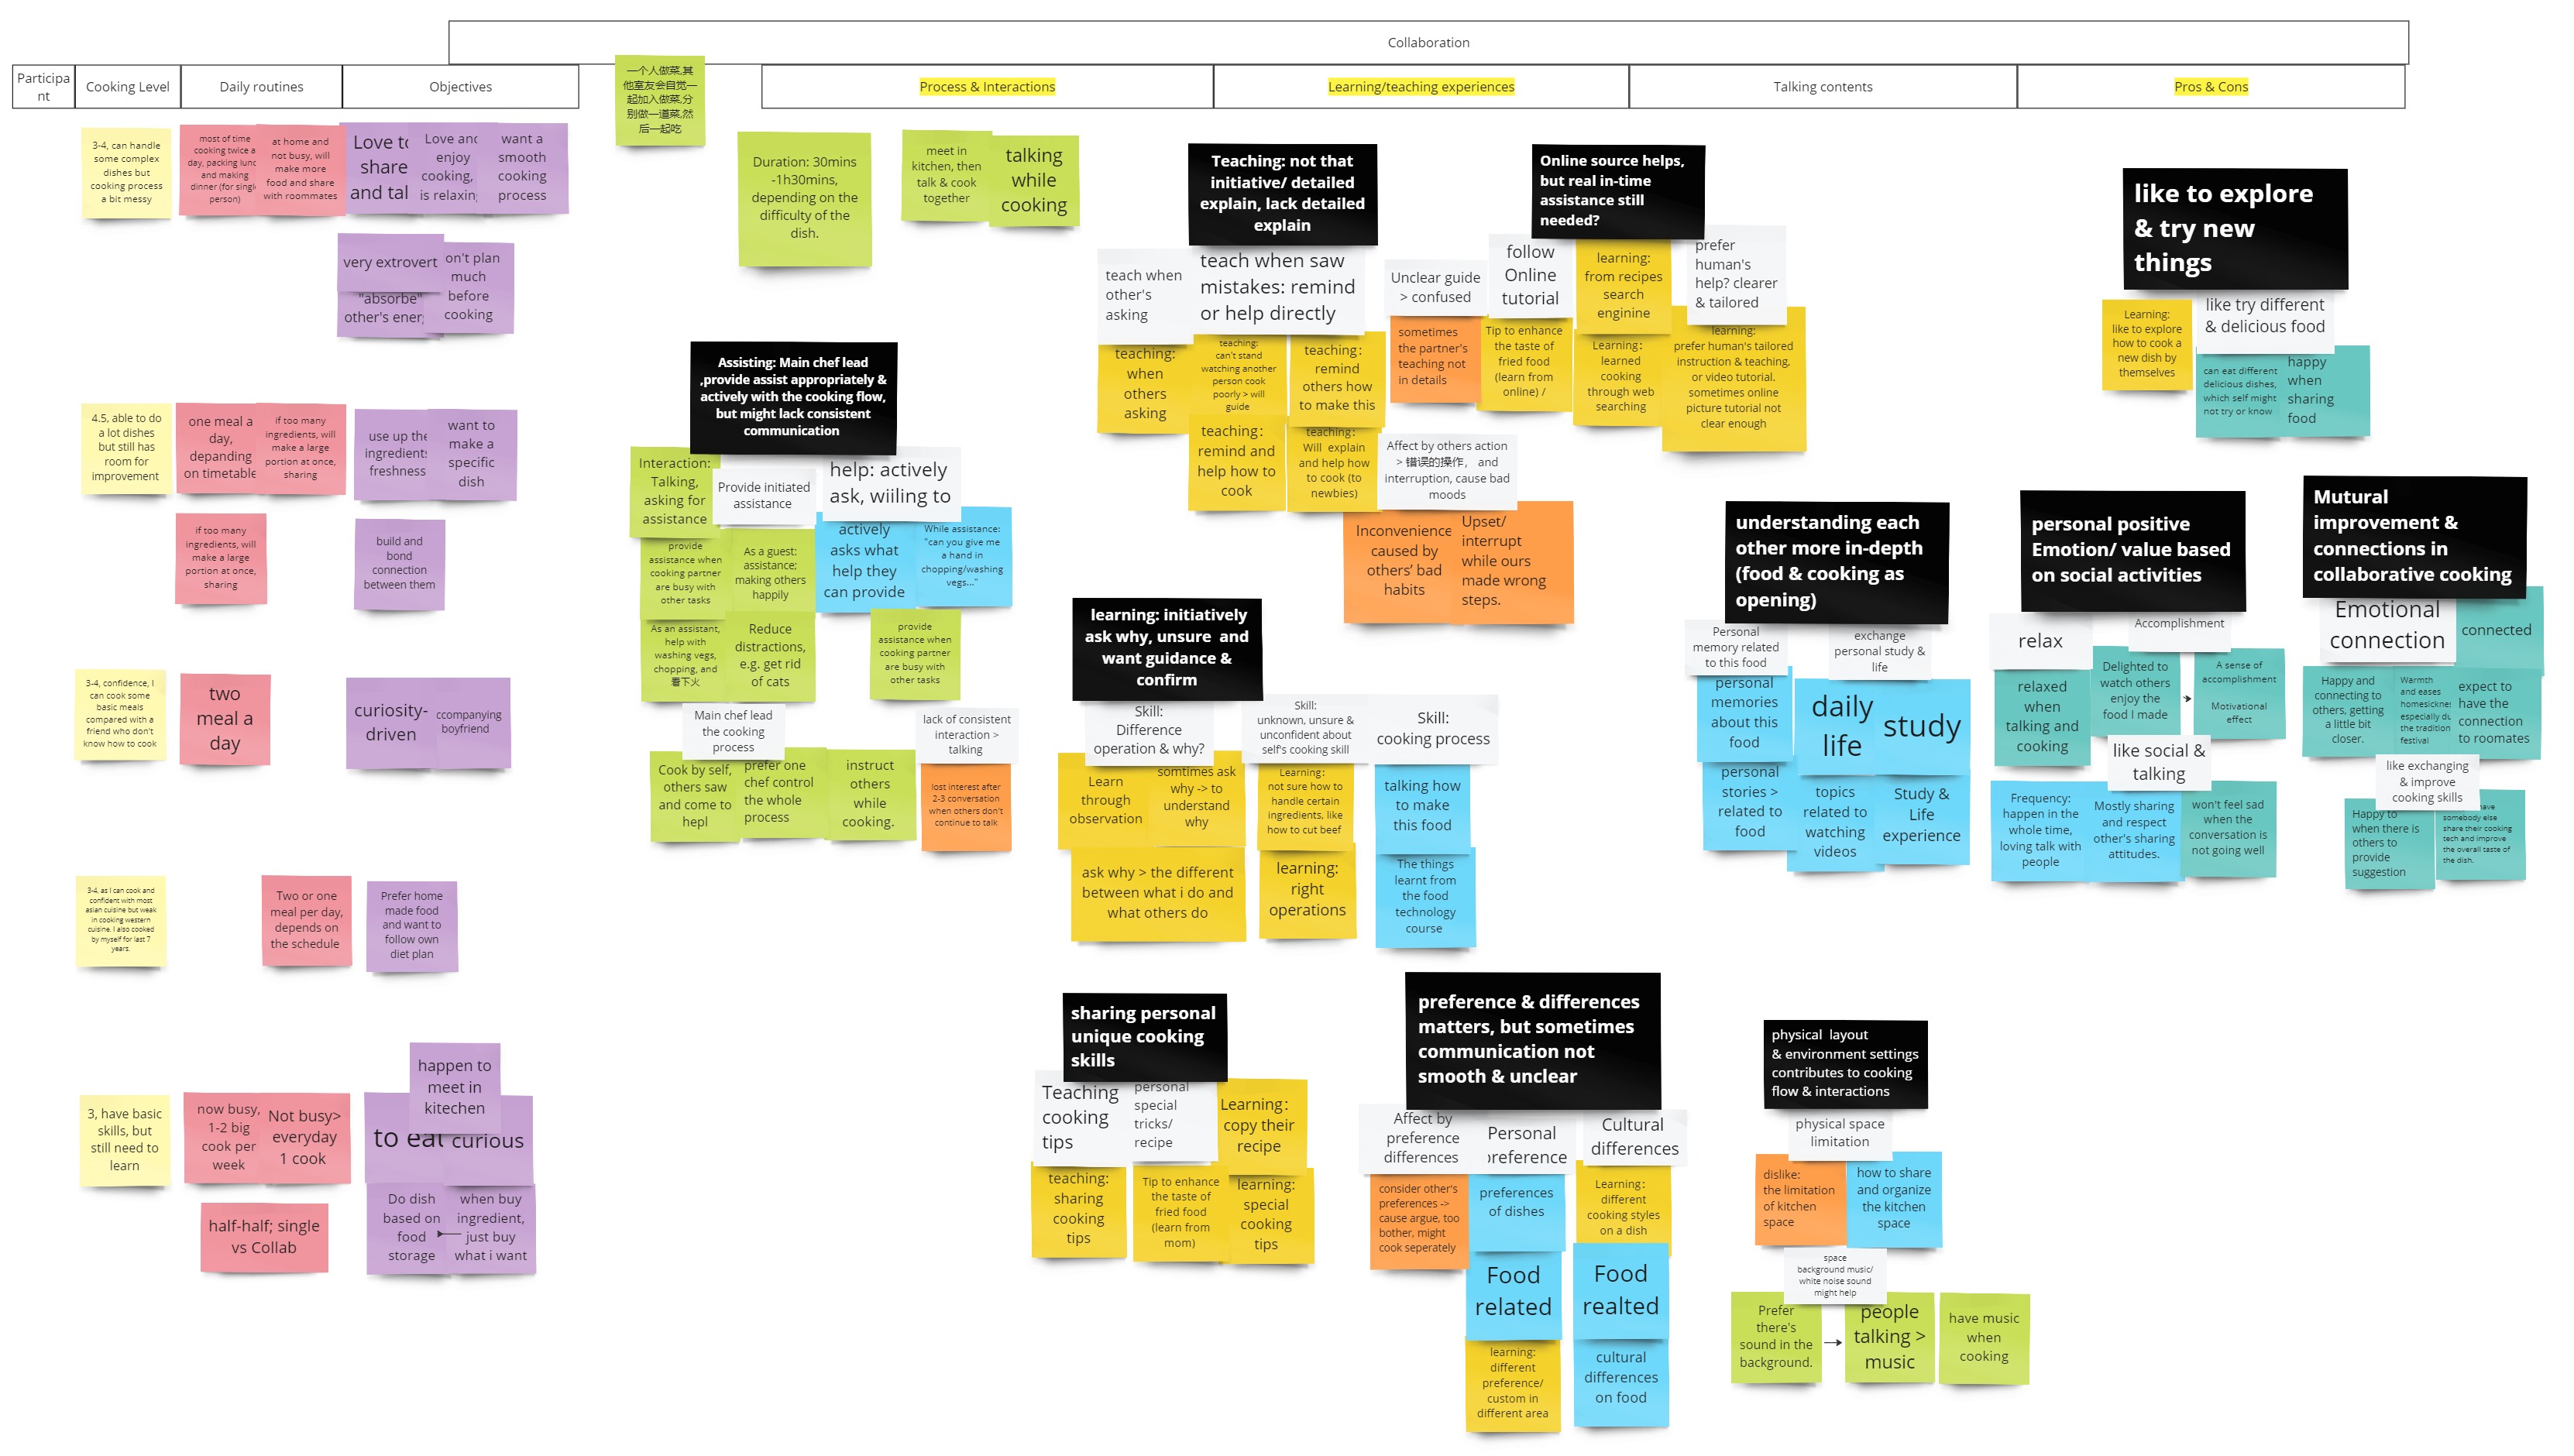 Collaboration
Participa
nt
Cooking Level
Daily routines
Objectives
Process & Interactions
Learning/teaching experiences
Talking contents
Pros & Cons
一个人做菜,其
他室友会自觉一
起加入做菜,分
别做一道菜,然
后一起吃
3-4, can handle
some complex
dishes but
cooking process
a bit messy
most of time
cooking twice a
day, packing lunc
and making
dinner (for single
person)
at home and
not busy, will
make more
food and share
with roommates
Love to
share
and tal
Love and
enjoy
cooking,
is relaxin
want a
smooth
cooking
process
very extrovert
"absorbe"
other's ener
on't plan
much
before
cooking
4.5, able to do
a lot dishes
but still has
room for
improvement
one meal a
day,
depanding
on timetable
if too many
ingredients, will
make a large
portion at once,
sharing
use up the
ingredients
freshness
want to
make a
specific
dish
if too many
ingredients, will
make a large
portion at once,
sharing
build and
bond
connection
between them
3-4, confidence, I
can cook some
basic meals
compared with a
friend who don't
know how to cook
two
meal a
day
curiosity-
driven
ccompanying
boyfriend
3-4, as I can cook and
confident with most
asian cuisine but weak
in cooking western
cuisine. I also cooked
by myself for last 7
years.
Two or one
meal per day,
depends on
the schedule
Prefer home
made food
and want to
follow own
diet plan
3, have basic
skills, but
still need to
learn
now busy,
1-2 big
cook per
week
Not busy>
everyday
1 cook
half-half; single
vs Collab
happen to
meet in
kitechen
to eat
curious
Do dish
based on
food
storage
when buy
ingredient,
just buy
what i want
Duration: 30mins
-1h30mins,
depending on the
difficulty of the
dish.
meet in
kitchen, then
talk & cook
together
talking
while
cooking
Assisting: Main chef lead
,provide assist appropriately &
actively with the cooking flow,
but might lack consistent
communication
Interaction:
Talking,
asking for
assistance
Provide initiated
assistance
help: actively
ask, wiiling to
provide
assistance when
cooking partner
are busy with
other tasks
As a guest:
assistance:
making others
happily
actively
asks what
help they
can provide
While assistance:
"can you give me
a hand in
chopping/washing
vegs..."
As an assistant,
help with
washing vegs,
chopping, and
看下火
Reduce
distractions,
e.g. get rid
of cats
provide
assistance when
cooking partner
are busy with
other tasks
Main chef lead
the cooking
process
lack of consistent
interaction >
talking
Cook by self,
others saw
and come to
hepl
prefer one
chef control
the whole
process
instruct
others
while
cooking.
lost interest after
2-3 conversation
when others don't
continue to talk
Teaching: not that
initiative/ detailed
explain, lack detailed
explain
teach when
other's
asking
teach when saw
mistakes: remind
or help directly
teaching:
when
others
asking
teaching:
can't stand
watching another
person cook
poorly > will
guide
teaching:
remind
others how
to make this
teaching:
remind and
help how to
cook
teaching:
Will explain
and help how
to cook (to
newbies)
Online source helps,
but real in-time
assistance still
needed?
Unclear guide
> confused
follow
Online
tutorial
learning:
from recipes
search
enginine
prefer
human's
help? clearer
& tailored
sometimes
the partner's
teaching not
in details
Tip to enhance
the taste of
fried food
(learn from
online) /
Learning:
learned
cooking
through web
searching
learning:
prefer human's tailored
instruction & teaching,
or video tutorial.
sometimes online
picture tutorial not
clear enough
Affect by others action
> 错误的操作, and
interruption, cause bad
moods
Inconvenience
caused by
others' bad
habits
Upset/
interrupt
while ours
made wrong
steps.
learning: initiatively
ask why, unsure and
want guidance &
confirm
Skill:
Difference
operation & why?
Skill:
unknown, unsure &
unconfident about
self's cooking skill
Skill:
cooking process
Learn
through
observation
somtimes ask
why -> to
understand
why
Learning:
not sure how to
handle certain
ingredients, like
how to cut beef
talking how
to make
this food
ask why > the different
between what i do and
what others do
learning:
right
operations
The things
learnt from
the food
technology
course
sharing personal
unique cooking
skills
Teaching
cooking
tips
personal
special
tricks/
recipe
Learning:
copy their
recipe
teaching:
sharing
cooking
tips
Tip to enhance
the taste of
fried food
(learn from
mom)
learning:
special
cooking
tips
preference & differences
matters, but sometimes
communication not
smooth & unclear
Affect by
preference
differences
Personal
preference
Cultural
differences
consider other's
preferences ->
cause argue, too
bother, might
cook seperately
preferences
of dishes
Learning:
different
cooking styles
on a dish
Food
related
Food
realted
learning:
different
preference/
custom in
different area
cultural
differences
on food
understanding each
other more in-depth
(food & cooking as
opening)
Personal
memory related
to this food
exchange
personal study &
life
personal
memories
about this
food
daily
life
study
personal
stories >
related to
food
topics
related to
watching
videos
Study &
Life
experience
physical layout
& environment settings
contributes to cooking
flow & interactions
physical space
limitation
dislike:
the limitation
of kitchen
space
how to share
and organize
the kitchen
space
space
background music/
white noise sound
might help
Prefer
there's
sound in the
background.
people
talking >
music
have music
when
cooking
like to explore
& try new
things
Learning:
like to explore
how to cook a
new dish by
themselves
like try different
& delicious food
can eat different
delicious dishes,
which self might
not try or know
happy
when
sharing
food
personal positive
Emotion/ value based
on social activities
relax
Accomplishment
relaxed
when
talking and
cooking
Delighted to
watch others
enjoy the
food I made
A sense of
accomplishment
Motivational
effect
like social &
talking
Frequency:
happen in the
whole time,
loving talk with
people
Mostly sharing
and respect
other's sharing
attitudes.
won't feel sad
when the
conversation is
not going well
Mutural
improvement &
connections in
collaborative cooking
Emotional
connection
connected
Happy and
connecting to
others, getting
a little bit
closer.
Warmth
and eases
homesickness
especially du
the tradition
festival
expect to
have the
connection
to roomates
like exchanging
& improve
cooking skills
Happy to
when there is
others to
provide
suggestion
have
somebody else
share their cooking
tech and improve
the overall taste of
the dish.